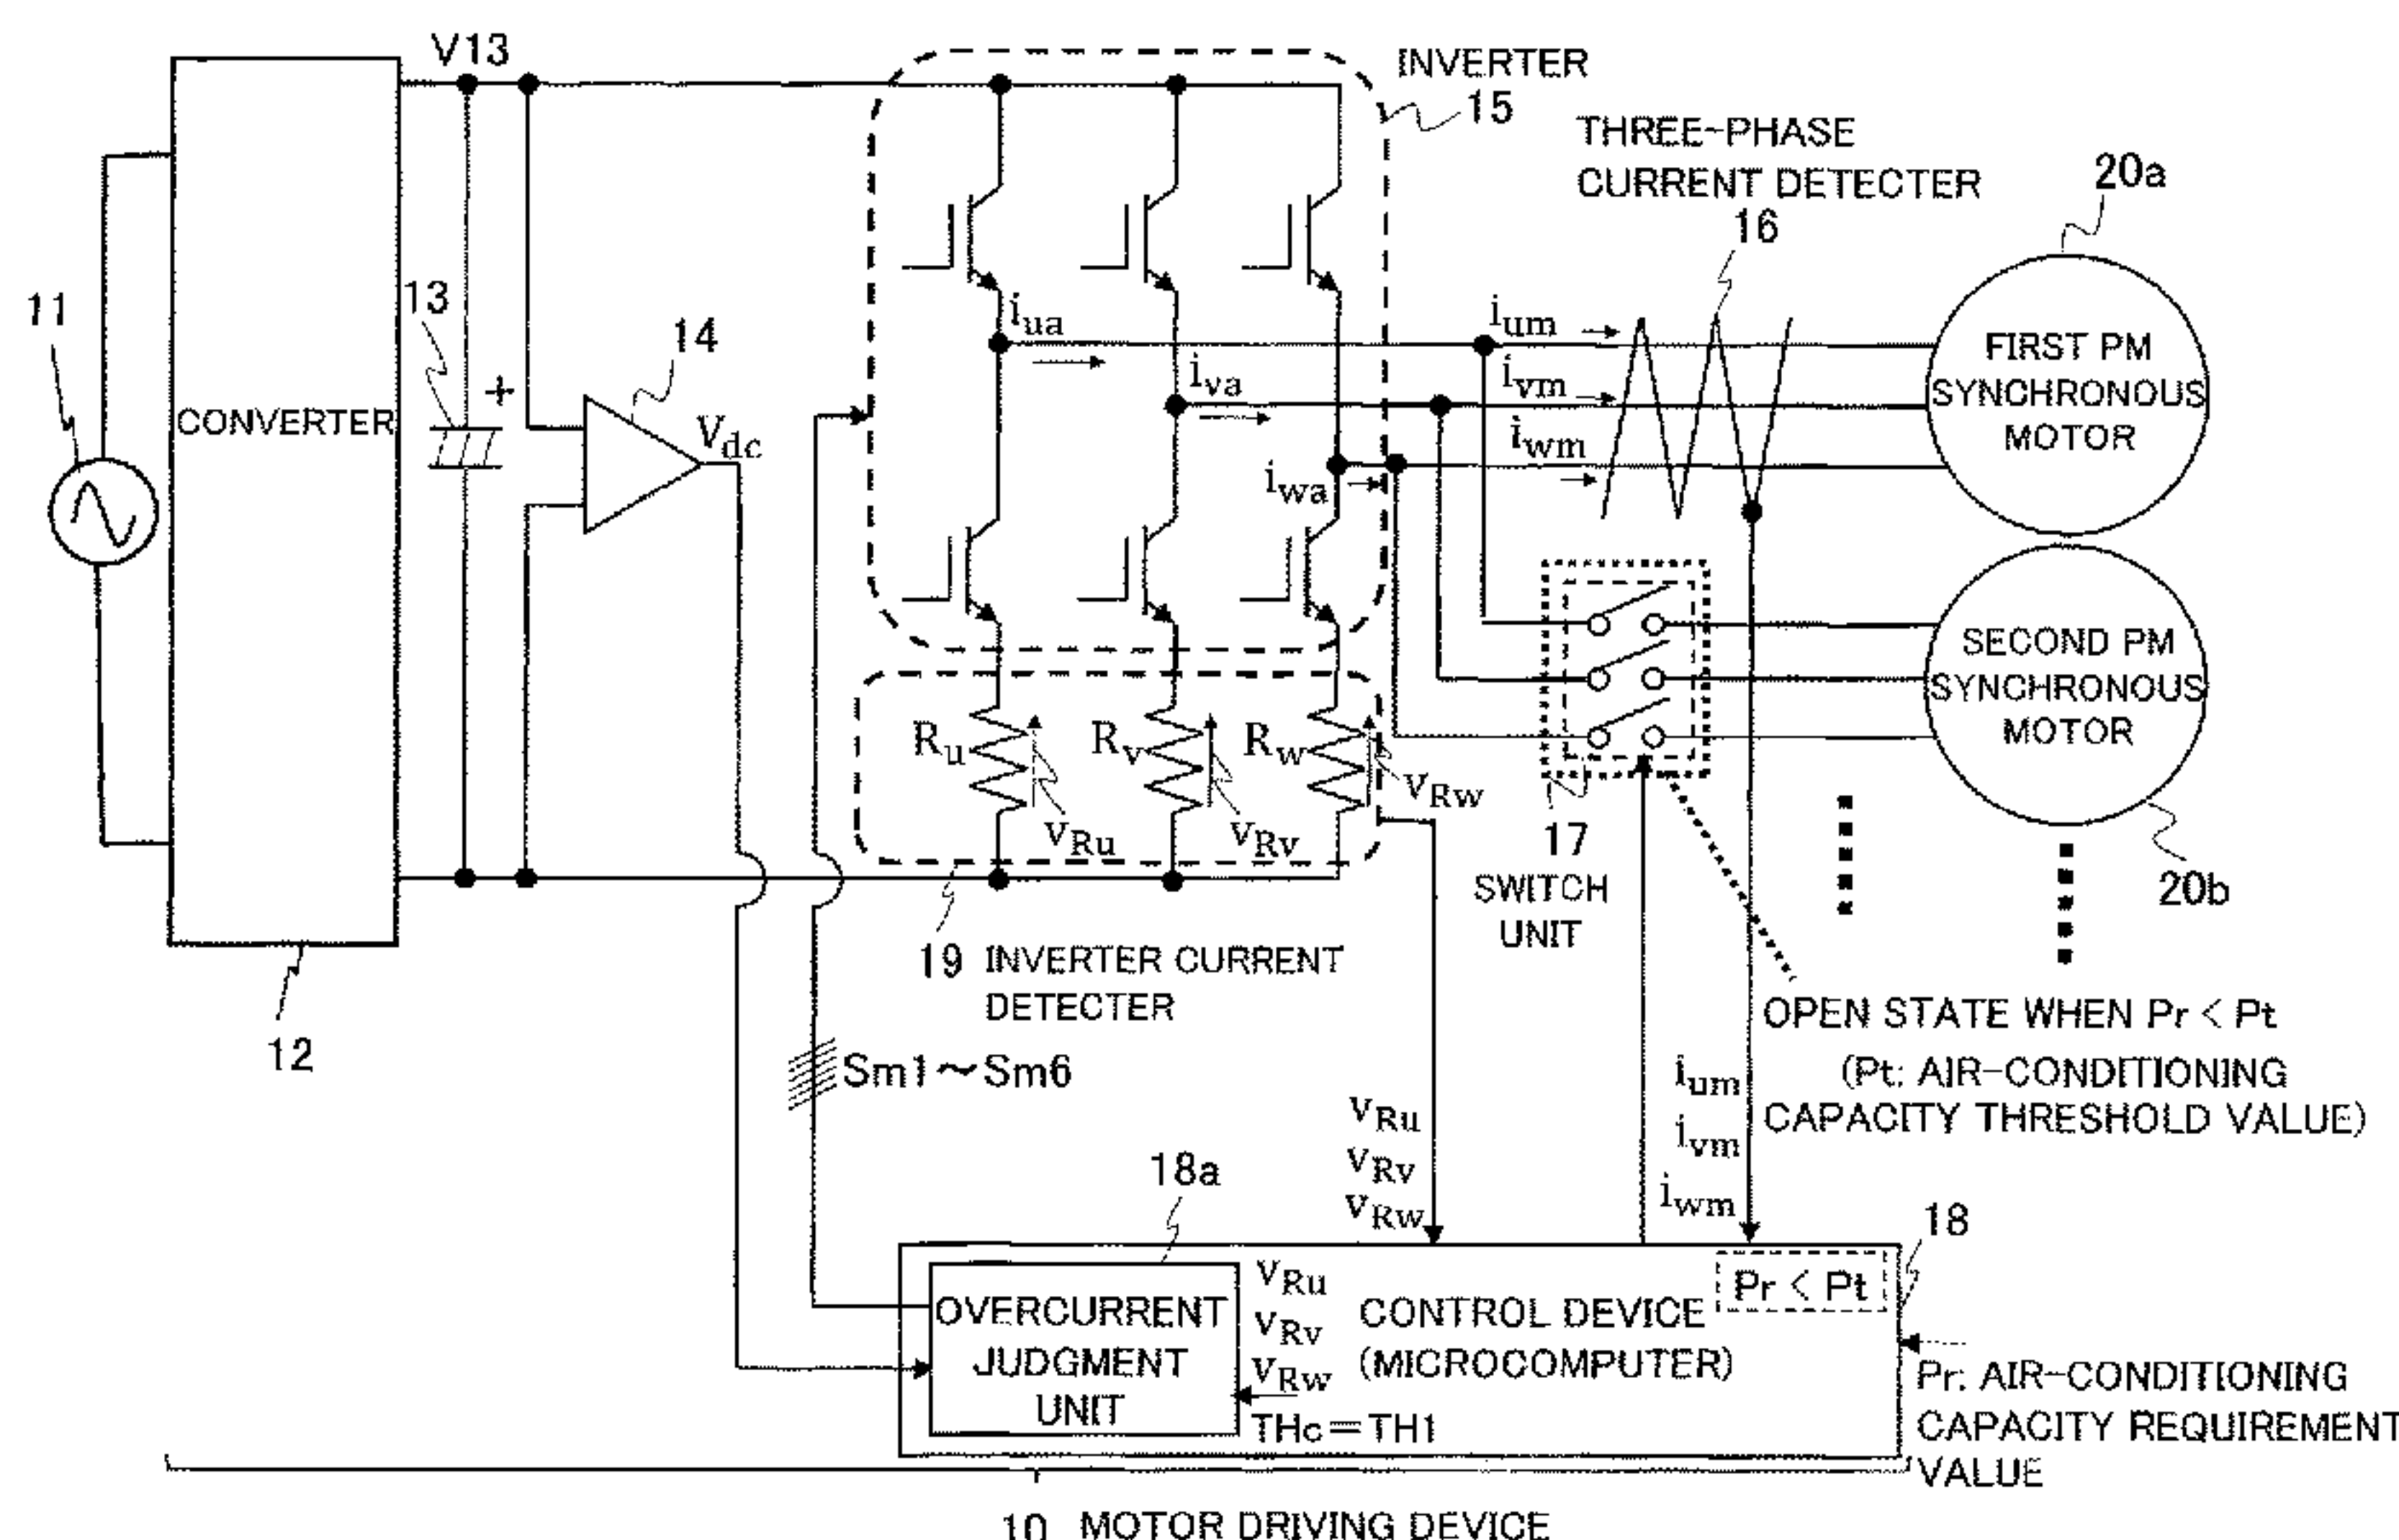 V13
INVERTER
15
THREE-PHASE
CURRENT DETECTER
16
20a
11
13
+
14
CONVERTER
Vdc
iua
iva
iwa
ium
ivm
iwm
FIRST PM
SYNCHRONOUS
MOTOR
SECOND PM
SYNCHRONOUS
MOTOR
Ru
Rv
Rw
vRu
vRv
vRw
17
SWITCH
UNIT
20b
19 INVERTER CURRENT
DETECTER
12
OPEN STATE WHEN Pr < Pt
(Pt: AIR-CONDITIONING
CAPACITY THRESHOLD VALUE)
Sm1～Sm6
vRu
vRv
vRw
ium
ivm
iwm
18a
18
OVERCURRENT
JUDGMENT
UNIT
vRu
vRv
vRw
THc=TH1
CONTROL DEVICE
(MICROCOMPUTER)
Pr < Pt
Pr: AIR-CONDITIONING
CAPACITY REQUIREMENT
VALUE
10 MOTOR DRIVING DEVICE